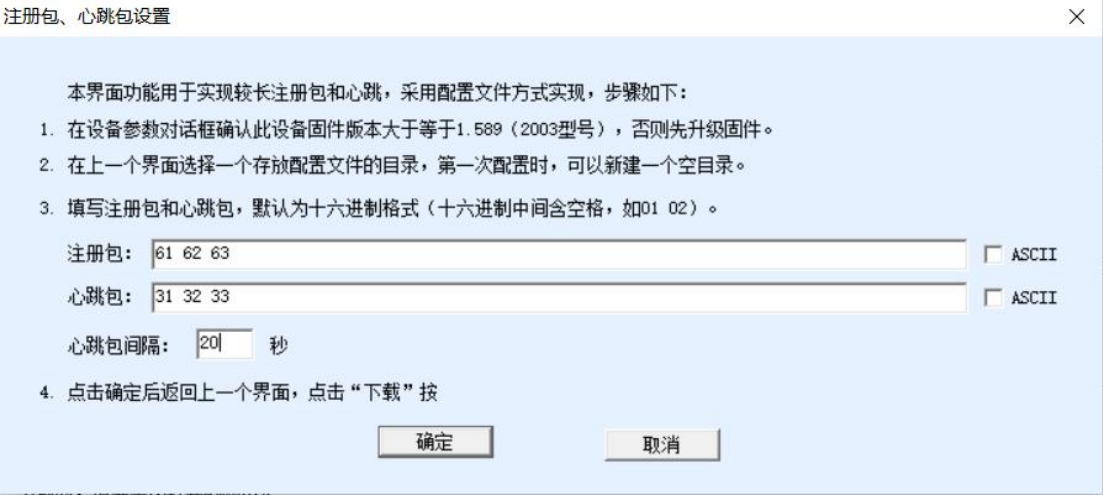 注册包、心跳包设置
本界面功能用于实现较长注册包和心跳，采用配置文件方式实现，步骤如下：
1. 在设备参数对话框确认此设备固件版本大于等于1.589（2003型号），否则先升级固件。
2. 在上一个界面选择一个存放配置文件的目录，第一次配置时，可以新建一个空目录。
3. 填写注册包和心跳包，默认为十六进制格式（十六进制中间含空格，如01 02）。
注册包： 61 62 63 ASCII
心跳包： 31 32 33 ASCII
心跳包间隔： 20 秒
4. 点击确定后返回上一个界面，点击“下载”按
确定 取消